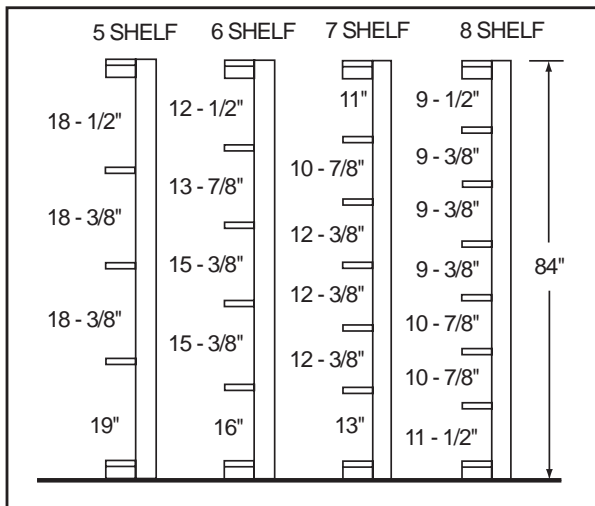 5 SHELF 6 SHELF 7 SHELF 8 SHELF
18 - 1/2"
18 - 3/8"
18 - 3/8"
19"
12 - 1/2"
13 - 7/8"
15 - 3/8"
15 - 3/8"
16"
11"
10 - 7/8"
12 - 3/8"
12 - 3/8"
12 - 3/8"
13"
9 - 1/2"
9 - 3/8"
9 - 3/8"
9 - 3/8"
10 - 7/8"
10 - 7/8"
11 - 1/2"
84"